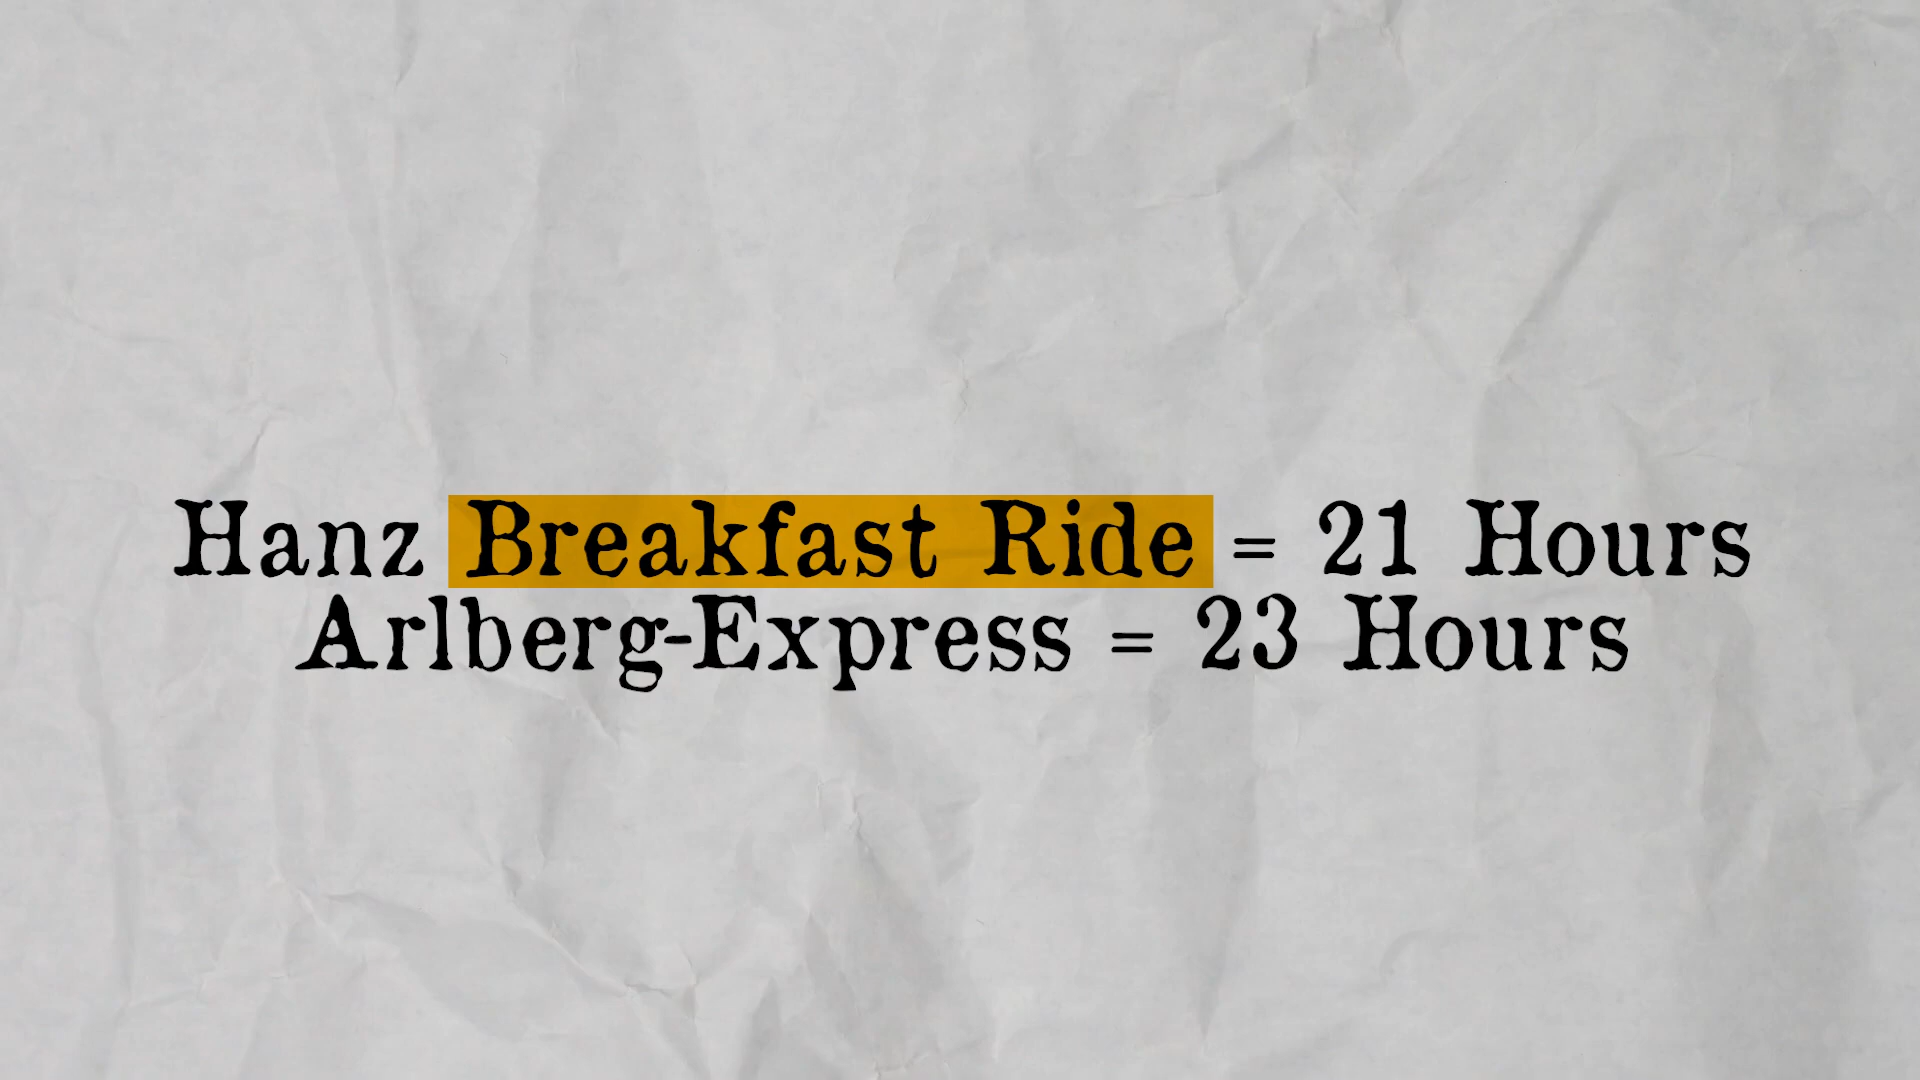 Hanz Breakfast Ride = 21 Hours
Arlberg-Express = 23 Hours